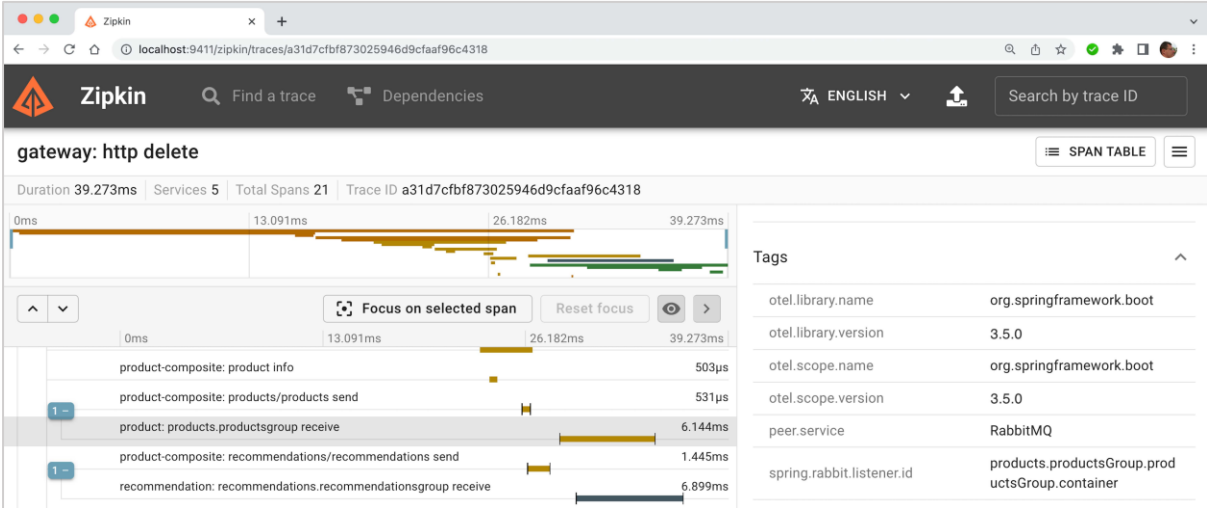 Zipkin
localhost:9411/zipkin/traces/a31d7cfbf873025946d9cfaaf96c4318
Zipkin
Find a trace
Dependencies
ENGLISH
Search by trace ID
gateway: http delete
SPAN TABLE
Duration 39.273ms Services 5 Total Spans 21 Trace ID a31d7cfbf873025946d9cfaaf96c4318
0ms 13.091ms 26.182ms 39.273ms
Focus on selected span
Reset focus
0ms 13.091ms 26.182ms 39.273ms
product-composite: product info 503μs
product-composite: products/products send 531μs
1 −
product: products.productsgroup receive 6.144ms
product-composite: recommendations/recommendations send 1.445ms
1 −
recommendation: recommendations.recommendationsgroup receive 6.899ms
Tags
otel.library.name org.springframework.boot
otel.library.version 3.5.0
otel.scope.name org.springframework.boot
otel.scope.version 3.5.0
peer.service RabbitMQ
spring.rabbit.listener.id products.productsGroup.prod
uctsGroup.container